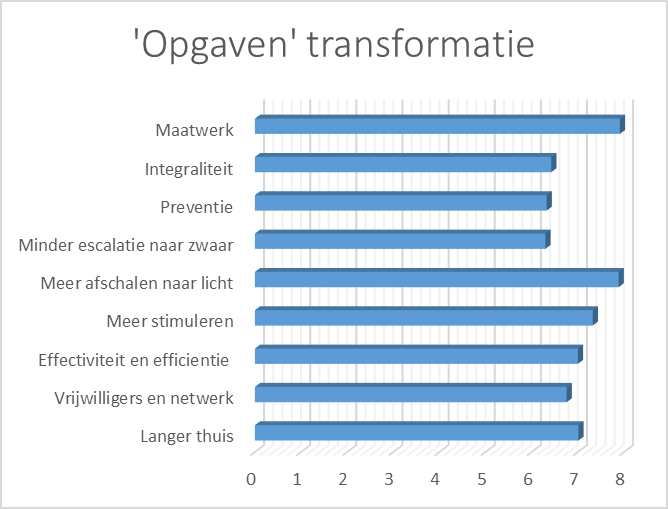 'Opgaven' transformatie
Maatwerk
Integraliteit
Preventie
Minder escalatie naar zwaar
Meer afschalen naar licht
Meer stimuleren
Effectiviteit en efficientie
Vrijwilligers en netwerk
Langer thuis
0 1 2 3 4 5 6 7 8